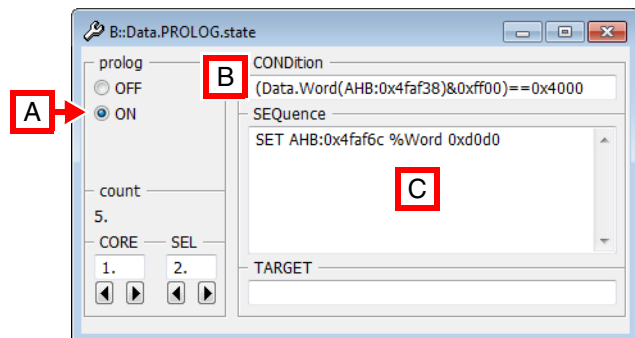 B::Data.PROLOG.state
prolog
OFF
A
ON
B
CONDition
(Data.Word(AHB:0x4faf38)&0xff00)==0x4000
SEQuence
SET AHB:0x4faf6c %Word 0xd0d0
C
count
5.
CORE
SEL
1.
2.
TARGET